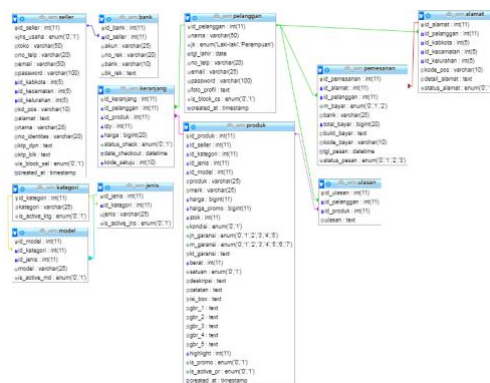 seller
id_seller : int(11)
jns_usaha : enum('0','1')
toko : varchar(50)
no_telp : varchar(20)
email : varchar(50)
password : varchar(100)
id_kabkota : int(5)
id_kecamatan : int(5)
id_kelurahan : int(5)
kd_pos : varchar(10)
alamat : text
nama : varchar(25)
no_identitas : varchar(20)
ktp_dpn : text
ktp_blk : text
is_block_sel : enum('0','1')
created_at : timestamp
bank
id_bank : int(11)
id_seller : int(11)
akun : varchar(25)
no_rek : varchar(20)
bank : varchar(10)
bk_rek : text
keranjang
id_keranjang : int(11)
id_pelanggan : int(11)
id_produk : int(11)
qty : int(11)
harga : bigint(20)
status_check : enum('0','1')
date_checkout : datetime
kode_satuju : int(10)
pelanggan
id_pelanggan : int(11)
nama : varchar(50)
jk : enum('Laki-laki','Perempuan')
tgl_lahir : date
no_telp : varchar(20)
email : varchar(25)
password : varchar(100)
foto_profil : text
is_block_cs : enum('0','1')
created_at : timestamp
produk
id_produk : int(11)
id_seller : int(11)
id_kategori : int(11)
id_jenis : int(11)
id_model : int(11)
produk : varchar(25)
merk : varchar(25)
harga : bigint(11)
harga_promo : bigint(11)
stok : int(11)
kondisi : enum('0','1')
jn_garansi : enum('0','1','2','3','4','5')
m_garansi : enum('0','1','2','3','4','5','6','7')
kt_garansi : text
berat : int(11)
satuan : enum('0','1')
deskripsi : text
catatan : text
isi_box : text
gbr_1 : text
gbr_2 : text
gbr_3 : text
gbr_4 : text
gbr_5 : text
highlight : int(11)
is_promo : enum('0','1')
is_active_pr : enum('0','1')
created_at : timestamp
pemesanan
id_pemesanan : int(11)
id_alamat : int(11)
id_pelanggan : int(11)
m_bayar : enum('0','1','2')
bank : varchar(25)
total_bayar : bigint(20)
bukti_bayar : text
kode_bayar : varchar(10)
tgl_pesan : datetime
status_pesan : enum('0','1','2','3')
alamat
id_alamat : int(11)
id_pelanggan : int(11)
id_kabkota : int(5)
id_kecamatan : int(5)
id_kelurahan : int(5)
kode_pos : varchar(10)
detail_alamat : text
status_alamat : enum('0','
ulasan
id_ulasan : int(11)
id_pelanggan : int(11)
id_produk : int(11)
ulasan : text
kategori
id_kategori : int(11)
kategori : varchar(25)
is_active_ktg : enum('0','1')
jenis
id_jenis : int(11)
id_kategori : int(11)
jenis : varchar(25)
is_active_jns : enum('0','1')
model
id_model : int(11)
id_kategori : int(11)
id_jenis : int(11)
model : varchar(25)
is_active_md : enum('0','1')